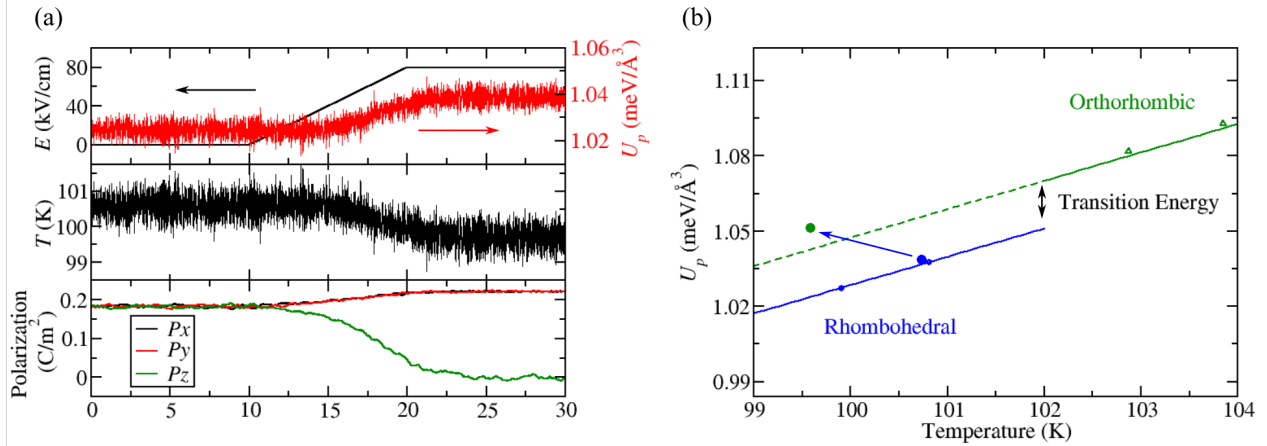 (a)
(b)
E (kV/cm)
80
40
0
1.06
1.04
1.02
U_p (meV/Å³)
T (K)
101
100
99
Polarization
(C/m²)
0.2
0.1
0
Px
Py
Pz
0 5 10 15 20 25 30
U_p (meV/Å³)
1.11
1.08
1.05
1.02
0.99
Orthorhombic
Transition Energy
Rhombohedral
99 100 101 102 103 104
Temperature (K)